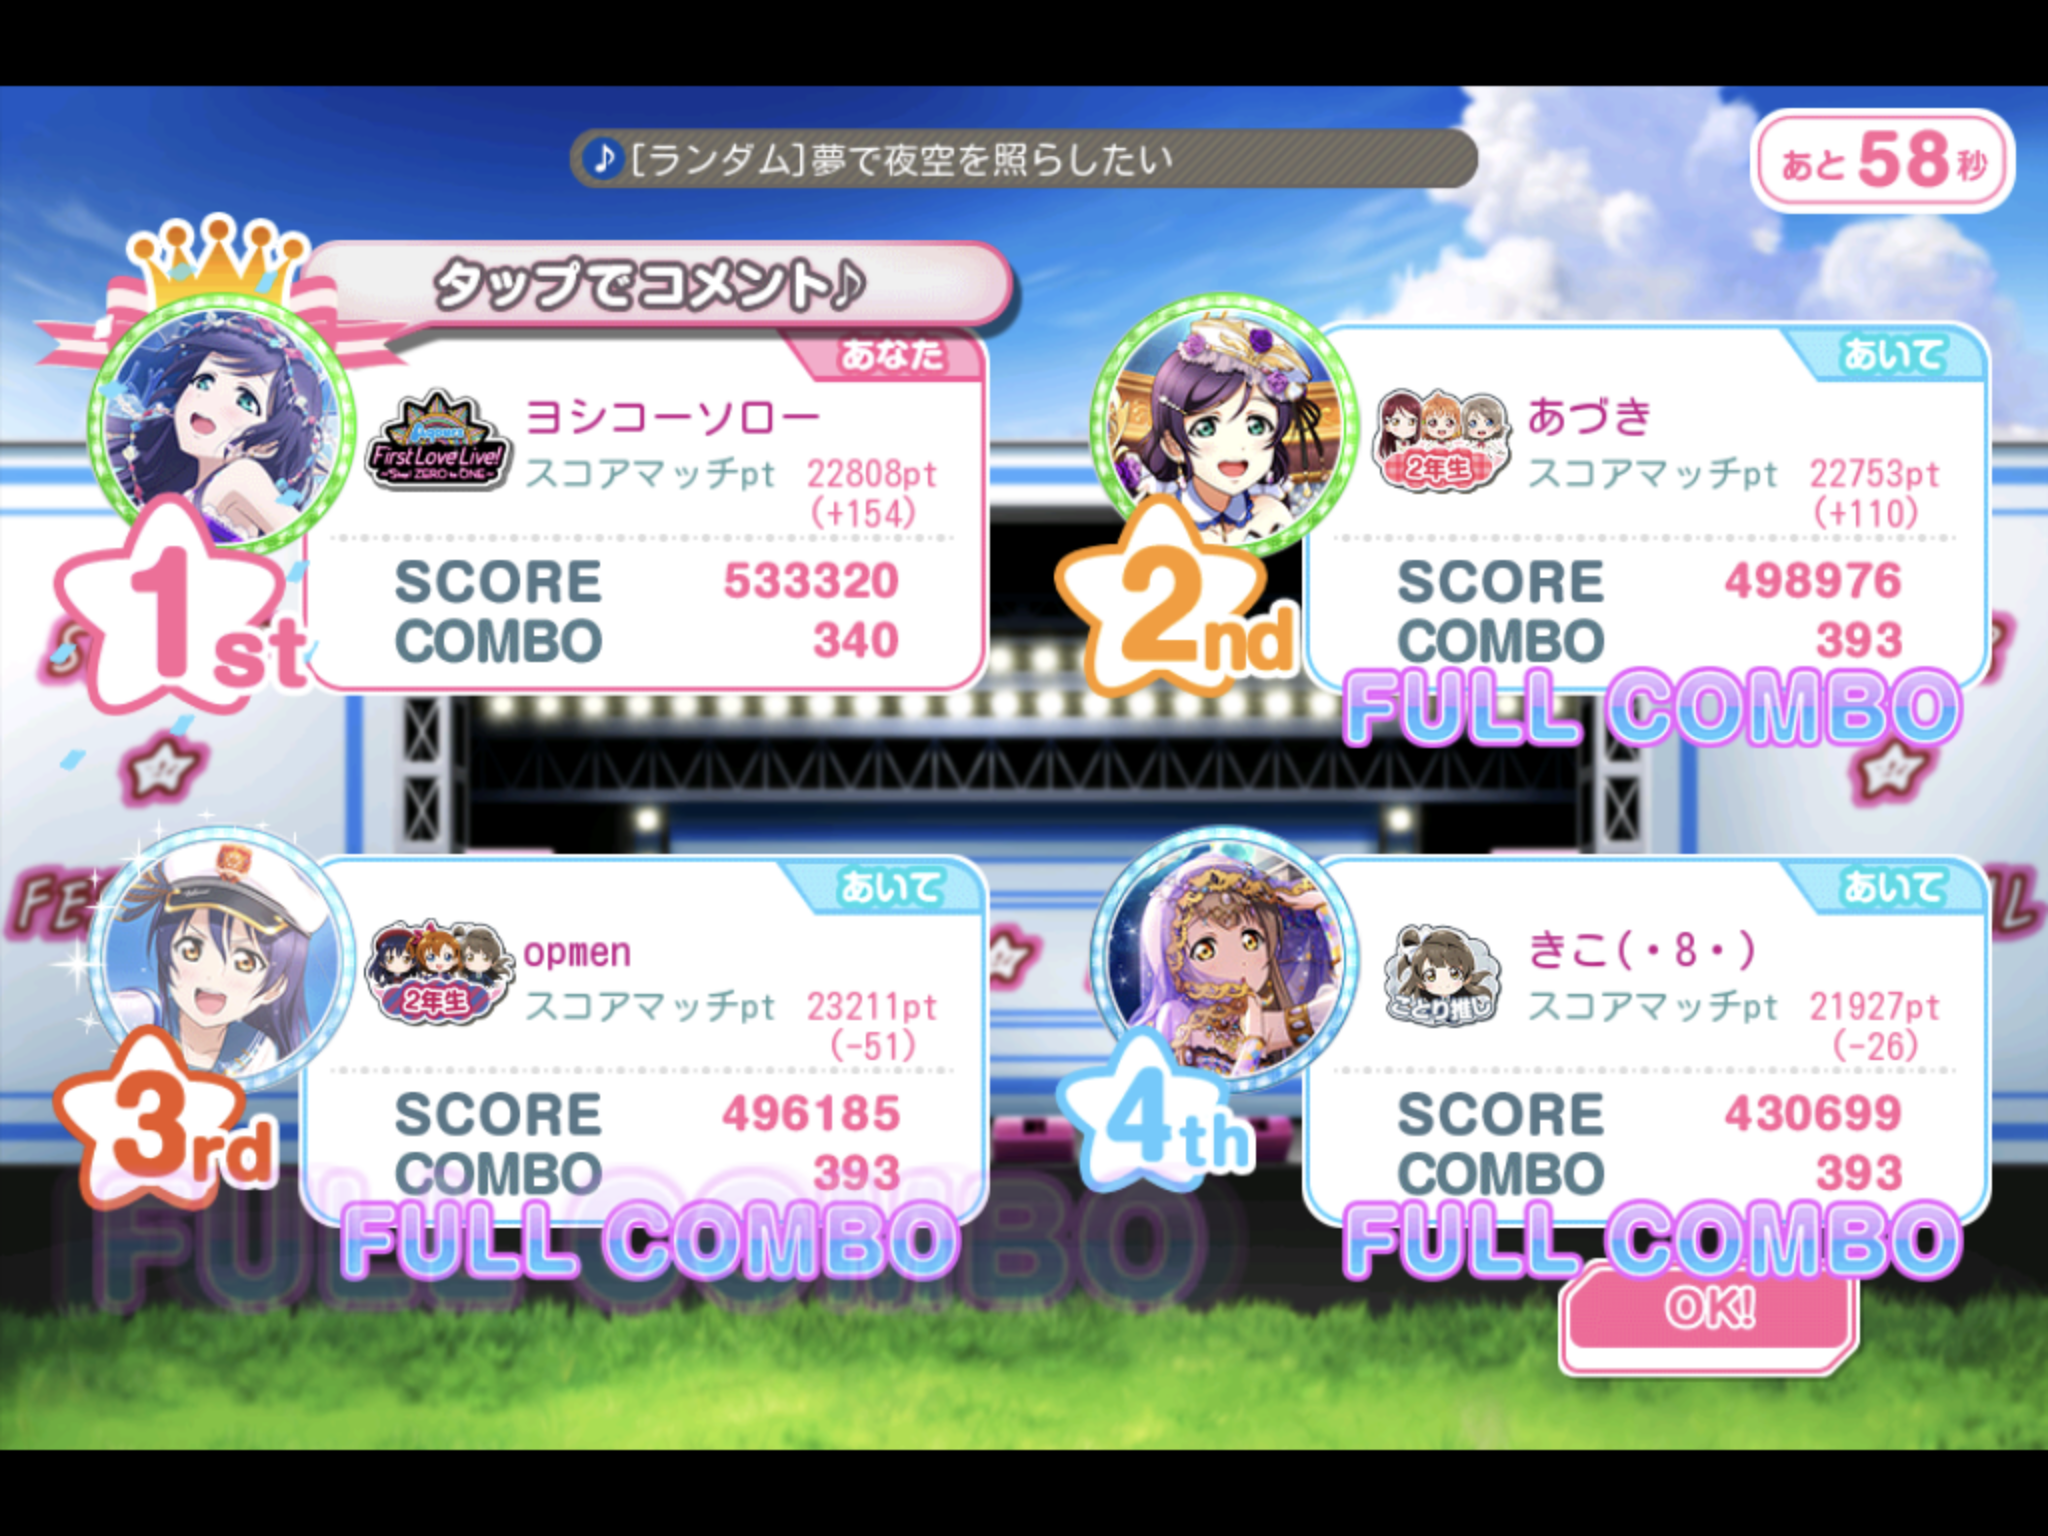 [ランダム]夢で夜空を照らしたい
あと58秒
タップでコメント♪
あなた
Aqours
First LoveLive!
~Step! ZERO to ONE~
ヨシコーソロー
スコアマッチpt 22808pt
(+154)
1st
SCORE 533320
COMBO 340
あいて
2年生
あづき
スコアマッチpt 22753pt
(+110)
2nd
SCORE 498976
COMBO 393
FULL COMBO
あいて
2年生
opmen
スコアマッチpt 23211pt
(-51)
3rd
SCORE 496185
COMBO 393
FULL COMBO
あいて
ことり推し
きこ(・8・)
スコアマッチpt 21927pt
(-26)
4th
SCORE 430699
COMBO 393
FULL COMBO
OK!